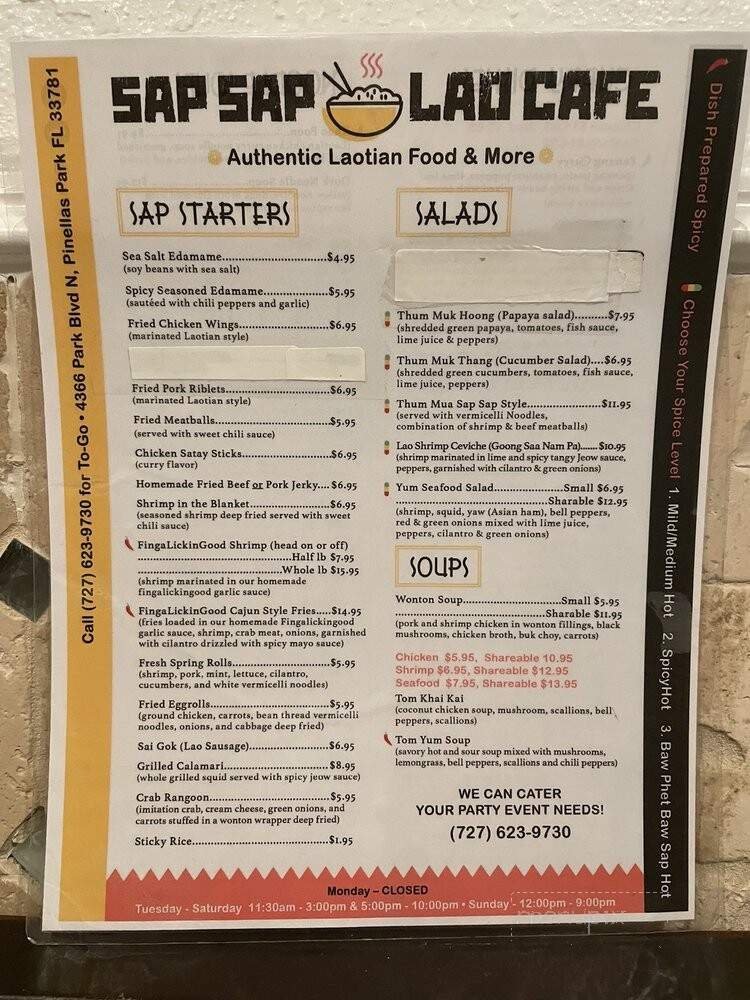 SAP SAP LAO CAFE
Authentic Laotian Food & More
Call (727) 623-9730 for To-Go • 4366 Park Blvd N, Pinellas Park FL 33781
SAP STARTERS
Sea Salt Edamame..............................$4.95
(soy beans with sea salt)
Spicy Seasoned Edamame..................$5.95
(sautéed with chili peppers and garlic)
Fried Chicken Wings..........................$6.95
(marinated Laotian style)
Fried Pork Riblets..............................$6.95
(marinated Laotian style)
Fried Meatballs..................................$5.95
(served with sweet chili sauce)
Chicken Satay Sticks..........................$6.95
(curry flavor)
Homemade Fried Beef or Pork Jerky....$6.95
Shrimp in the Blanket........................$6.95
(seasoned shrimp deep fried served with sweet
chili sauce)
FingaLickinGood Shrimp (head on or off)
........................................Half lb $7.95
......................................Whole lb $15.95
(shrimp marinated in our homemade
fingalickingood garlic sauce)
FingaLickinGood Cajun Style Fries.....$14.95
(fries loaded in our homemade Fingalickingood
garlic sauce, shrimp, crab meat, onions, garnished
with cilantro drizzled with spicy mayo sauce)
Fresh Spring Rolls..............................$5.95
(shrimp, pork, mint, lettuce, cilantro,
cucumbers, and white vermicelli noodles)
Fried Eggrolls....................................$5.95
(ground chicken, carrots, bean thread vermicelli
noodles, onions, and cabbage deep fried)
Sai Gok (Lao Sausage)........................$6.95
Grilled Calamari................................$8.95
(whole grilled squid served with spicy jeow sauce)
Crab Rangoon....................................$5.95
(imitation crab, cream cheese, green onions, and
carrots stuffed in a wonton wrapper deep fried)
Sticky Rice........................................$1.95
SALADS
Thum Muk Hoong (Papaya salad)..........$7.95
(shredded green papaya, tomatoes, fish sauce,
lime juice & peppers)
Thum Muk Thang (Cucumber Salad)....$6.95
(shredded green cucumbers, tomatoes, fish sauce,
lime juice, peppers)
Thum Mua Sap Sap Style.......................$11.95
(served with vermicelli Noodles,
combination of shrimp & beef meatballs)
Lao Shrimp Ceviche (Goong Saa Nam Pa).......$10.95
(shrimp marinated in lime and spicy tangy Jeow sauce,
peppers, garnished with cilantro & green onions)
Yum Seafood Salad.....................Small $6.95
.............................................Sharable $12.95
(shrimp, squid, yaw (Asian ham), bell peppers,
red & green onions mixed with lime juice,
peppers, cilantro & green onions)
SOUPS
Wonton Soup...............................Small $5.95
.............................................Sharable $11.95
(pork and shrimp chicken in wonton fillings, black
mushrooms, chicken broth, buk choy, carrots)
Chicken $5.95, Shareable 10.95
Shrimp $6.95, Shareable $12.95
Seafood $7.95, Shareable $13.95
Tom Khai Kai
(coconut chicken soup, mushroom, scallions, bell
peppers, scallions)
Tom Yum Soup
(savory hot and sour soup mixed with mushrooms,
lemongrass, bell peppers, scallions and chili peppers)
WE CAN CATER
YOUR PARTY EVENT NEEDS!
(727) 623-9730
Dish Prepared Spicy
Choose Your Spice Level 1. Mild/Medium Hot 2. SpicyHot 3. Baw Phet Baw Sap Hot
Monday – CLOSED
Tuesday - Saturday 11:30am - 3:00pm & 5:00pm - 10:00pm • Sunday - 12:00pm - 9:00pm